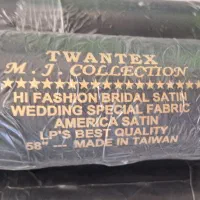 TWANTEX
M. J. COLLECTION
HI FASHION BRIDAL SATIN
WEDDING SPECIAL FABRIC
AMERICA SATIN
LP'S BEST QUALITY
58" — MADE IN TAIWAN